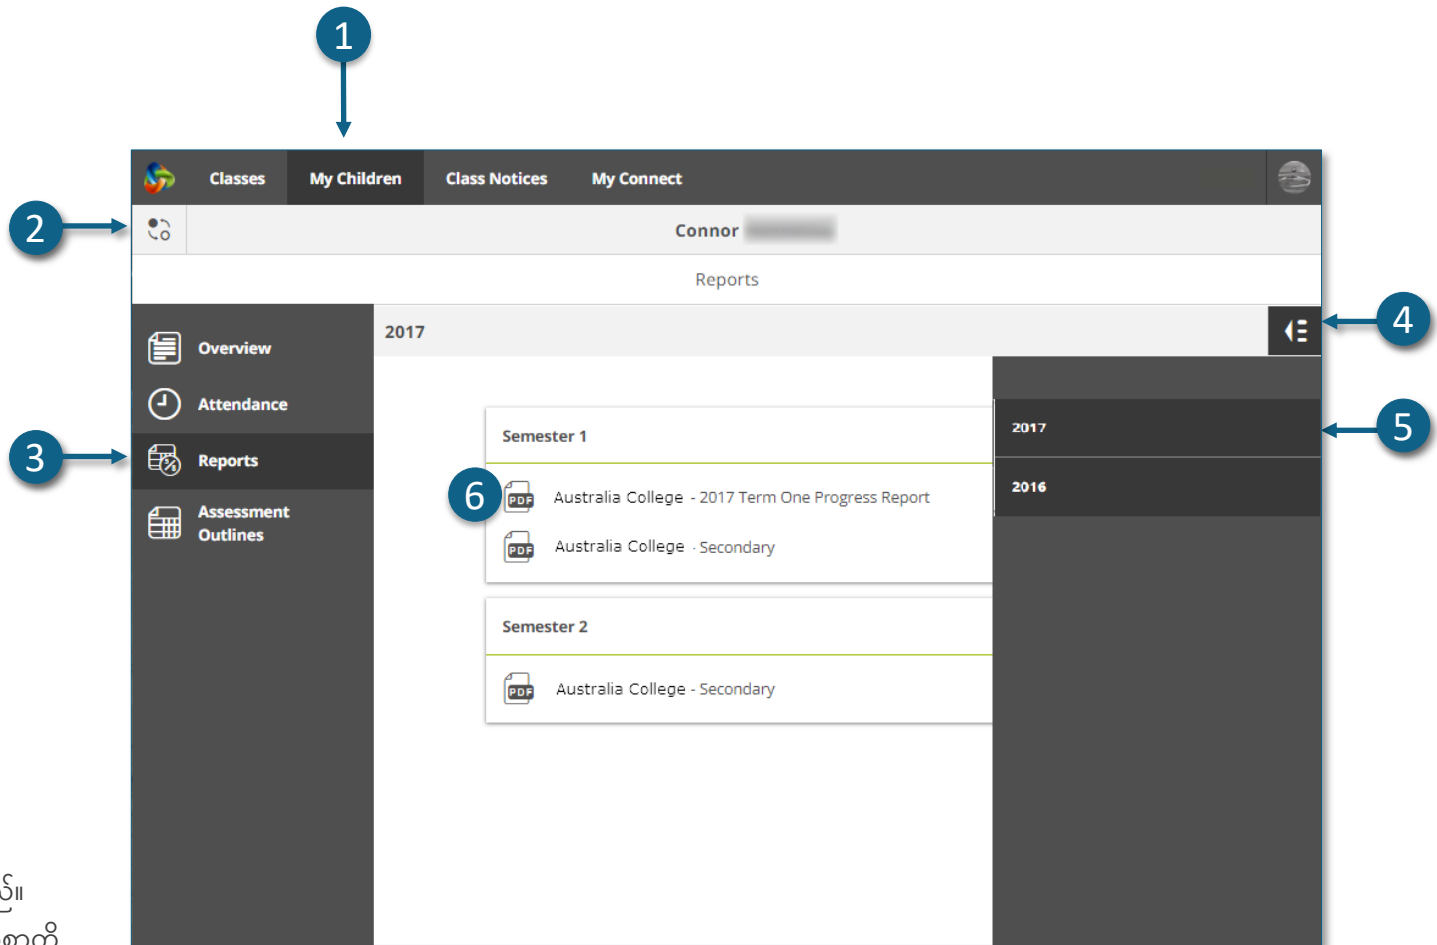 1
Classes My Children Class Notices My Connect
2
Connor
Reports
2017
4
Overview
Attendance
2017
5
Semester 1
3
Reports
2016
6
PDF Australia College - 2017 Term One Progress Report
Assessment
Outlines
PDF Australia College - Secondary
Semester 2
PDF Australia College - Secondary